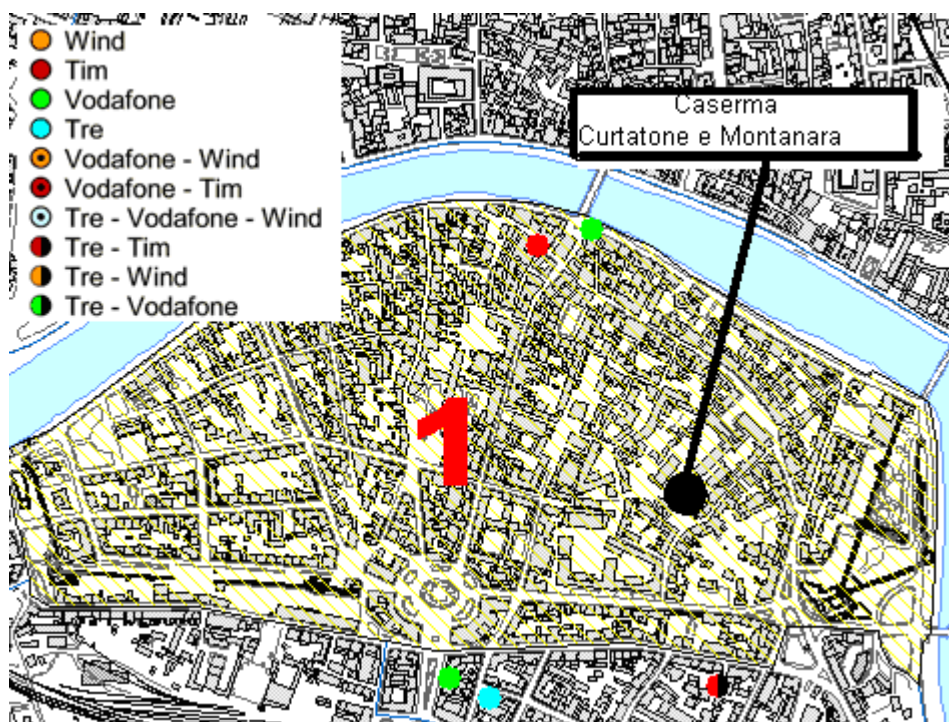 Wind
Tim
Vodafone
Tre
Vodafone - Wind
Vodafone - Tim
Tre - Vodafone - Wind
Tre - Tim
Tre - Wind
Tre - Vodafone
Caserma
Curtatone e Montanara
1